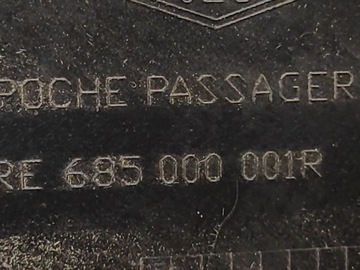 POCHE PASSAGER
RE 685 000 001R